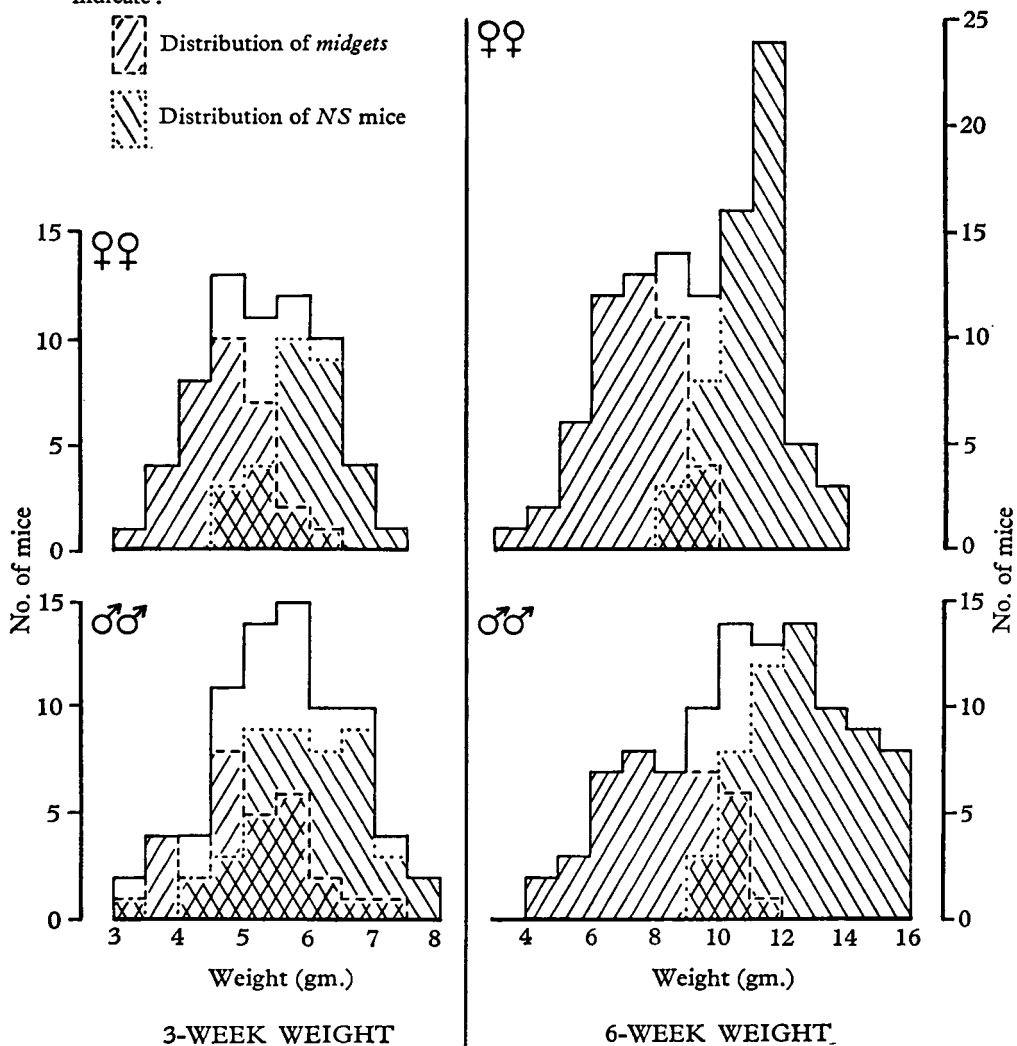 indicate :
Distribution of midgets
Distribution of NS mice
♀♀
15
10
5
0
♂♂
15
10
5
0
No. of mice
3 4 5 6 7 8
Weight (gm.)
3-WEEK WEIGHT
♀♀
25
20
15
10
5
0
♂♂
15
10
5
0
No. of mice
4 6 8 10 12 14 16
Weight (gm.)
6-WEEK WEIGHT